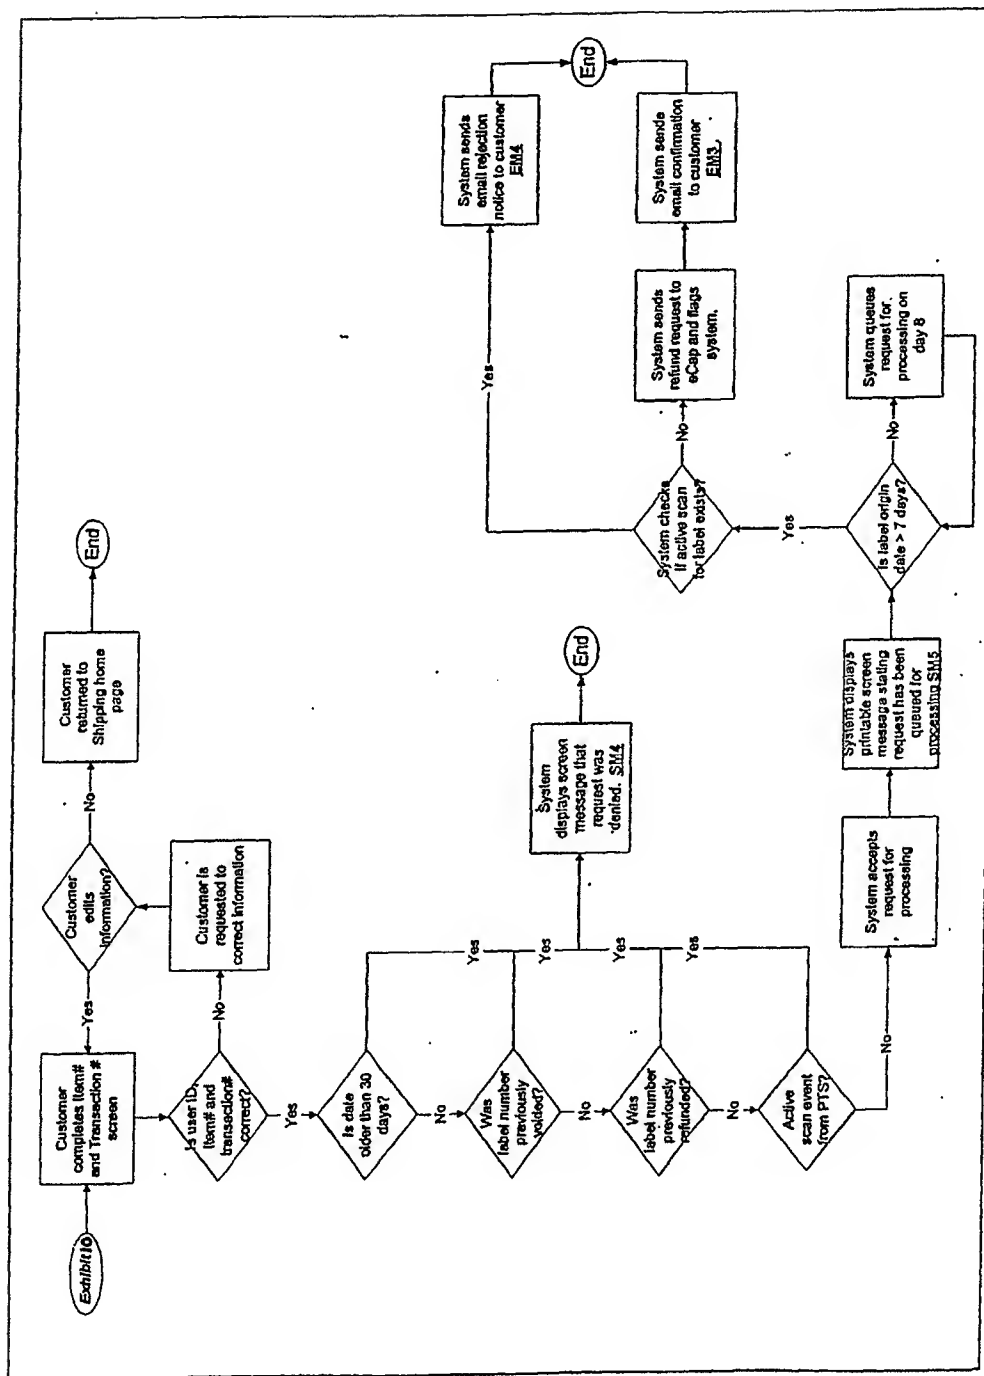 Exhibit10
Customer
completes Item#
and Transaction #
screen
Yes
Customer
edits
Information?
No
Customer
returned to
Shipping home
page
End
Is user ID,
Item# and
transaction#
correct?
No
Customer is
requested to
correct information
Yes
Is date
older than 30
days?
Yes
No
Was
label number
previously
voided?
Yes
No
Was
label number
previously
refunded?
Yes
No
Active
scan event
from PTS?
Yes
System
displays screen
message that
request was
denied. SM4
End
No
System accepts
request for
processing
System displays
printable screen
message stating
request has been
queued for
processing SM5
Is label origin
date > 7 days?
No
System queues
request for
processing on
day 8
Yes
System checks
if active scan
for label exists?
No
System sends
refund request to
eCap and flags
system.
System sends
email confirmation
to customer
EM3
Yes
System sends
email rejection
notice to customer
EM4
End